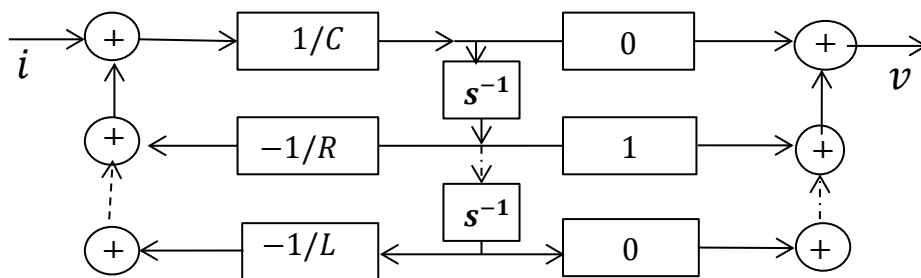 + 1/C 0 +
i v
s⁻¹
+ −1/R 1 +
s⁻¹
+ −1/L 0 +